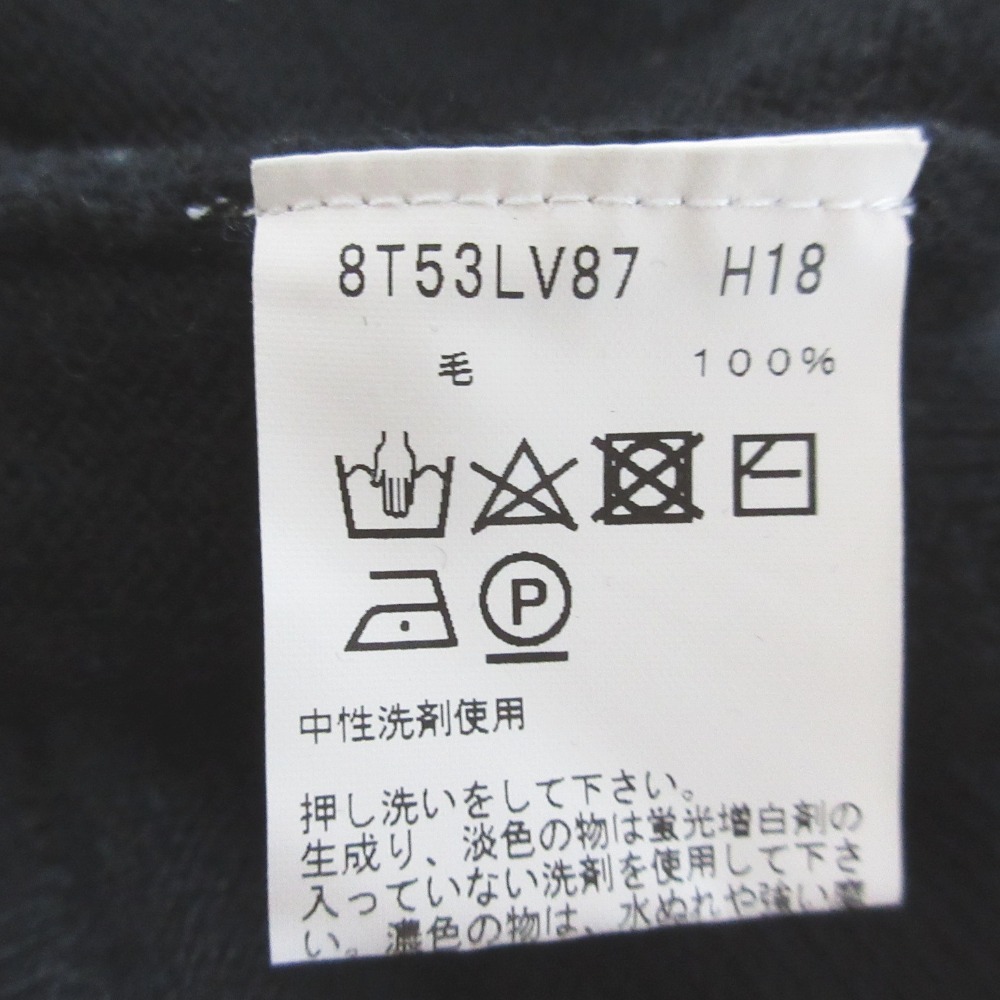 8T53LV87 H18
毛 100%
P
中性洗剤使用
押し洗いをして下さい。
生成り、淡色の物は蛍光増白剤の
入っていない洗剤を使用して下さ
い。濃色の物は、水ぬれや強い摩